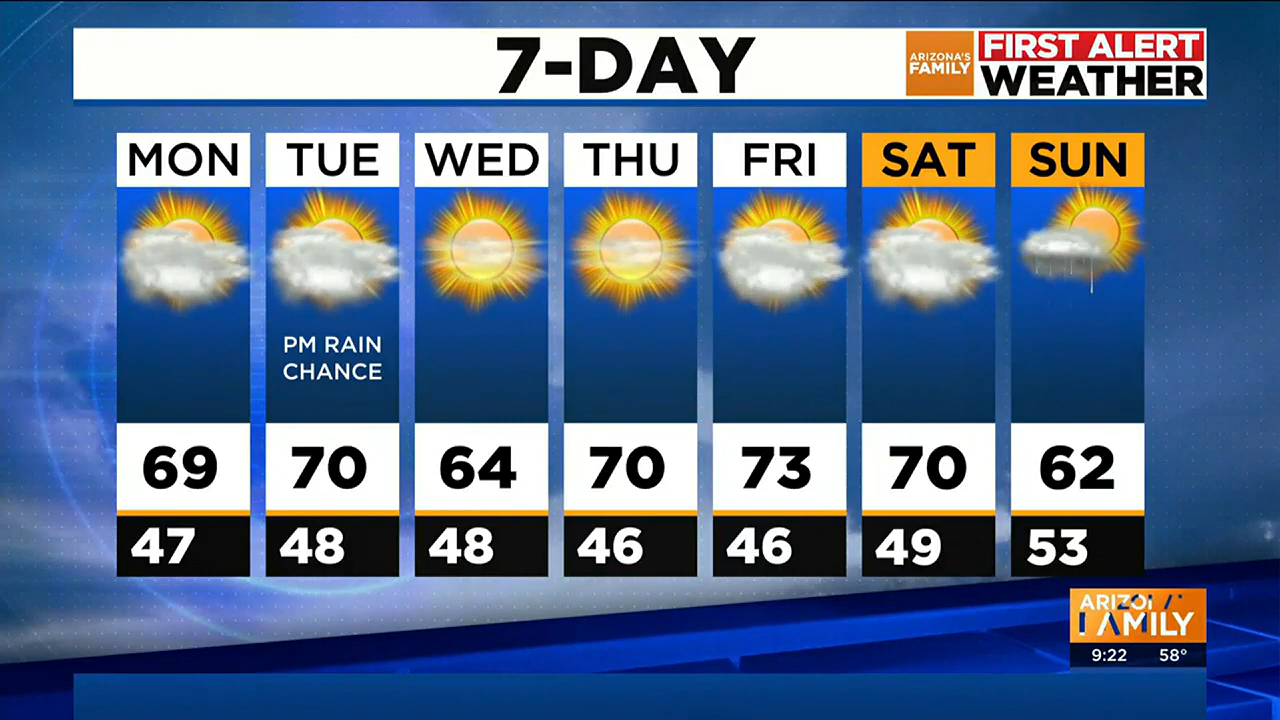 7-DAY
ARIZONA'S
FAMILY
FIRST ALERT
WEATHER
MON TUE WED THU FRI SAT SUN
PM RAIN
CHANCE
69 70 64 70 73 70 62
47 48 48 46 46 49 53
9:22 58°